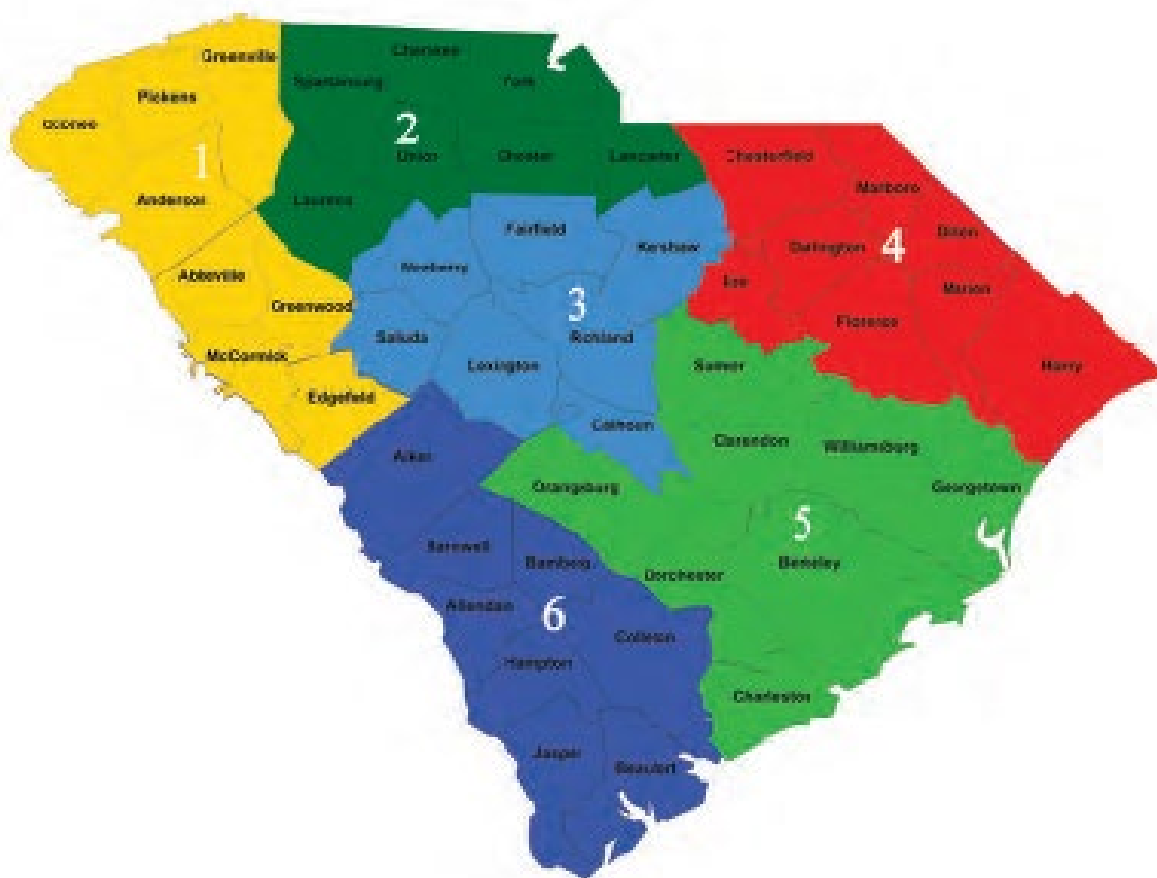 Greenville
Cherokee
Spartanburg
York
Pickens
Oconee
1
2
Union
Chester
Lancaster
Chesterfield
Anderson
Laurens
Marlboro
Fairfield
Kershaw
Darlington
4
Dillon
Abbeville
Newberry
Lee
Marion
Greenwood
3
Florence
Saluda
Richland
McCormick
Lexington
Sumter
Horry
Edgefield
Calhoun
Clarendon
Williamsburg
Aiken
Orangeburg
Georgetown
5
Barnwell
Bamberg
Dorchester
Berkeley
Allendale
6
Colleton
Hampton
Charleston
Jasper
Beaufort